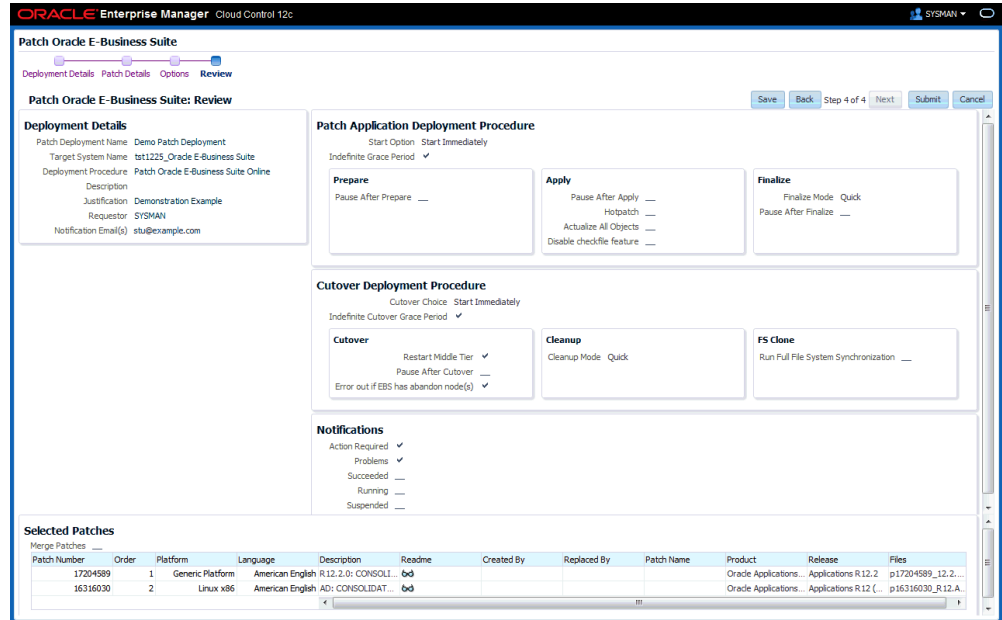 ORACLE Enterprise Manager Cloud Control 12c
SYSMAN
Patch Oracle E-Business Suite
Deployment Details Patch Details Options Review
Patch Oracle E-Business Suite: Review
Save Back Step 4 of 4 Next Submit Cancel
Deployment Details
Patch Deployment Name Demo Patch Deployment
Target System Name tst1225_Oracle E-Business Suite
Deployment Procedure Patch Oracle E-Business Suite Online
Description
Justification Demonstration Example
Requestor SYSMAN
Notification Email(s) stu@example.com
Patch Application Deployment Procedure
Start Option Start Immediately
Indefinite Grace Period
Prepare
Pause After Prepare
Apply
Pause After Apply
Hotpatch
Actualize All Objects
Disable checkfile feature
Finalize
Finalize Mode Quick
Pause After Finalize
Cutover Deployment Procedure
Cutover Choice Start Immediately
Indefinite Cutover Grace Period
Cutover
Restart Middle Tier
Pause After Cutover
Error out if EBS has abandon node(s)
Cleanup
Cleanup Mode Quick
FS Clone
Run Full File System Synchronization
Notifications
Action Required
Problems
Succeeded
Running
Suspended
Selected Patches
Merge Patches
Patch Number Order Platform Language Description Readme Created By Replaced By Patch Name Product Release Files
17204589 1 Generic Platform American English R12.2.0: CONSOLI... Oracle Applications... Applications R12.2 p17204589_12.2....
16316030 2 Linux x86 American English AD: CONSOLIDAT... Oracle Applications... Applications R12 (... p16316030_R12.A...